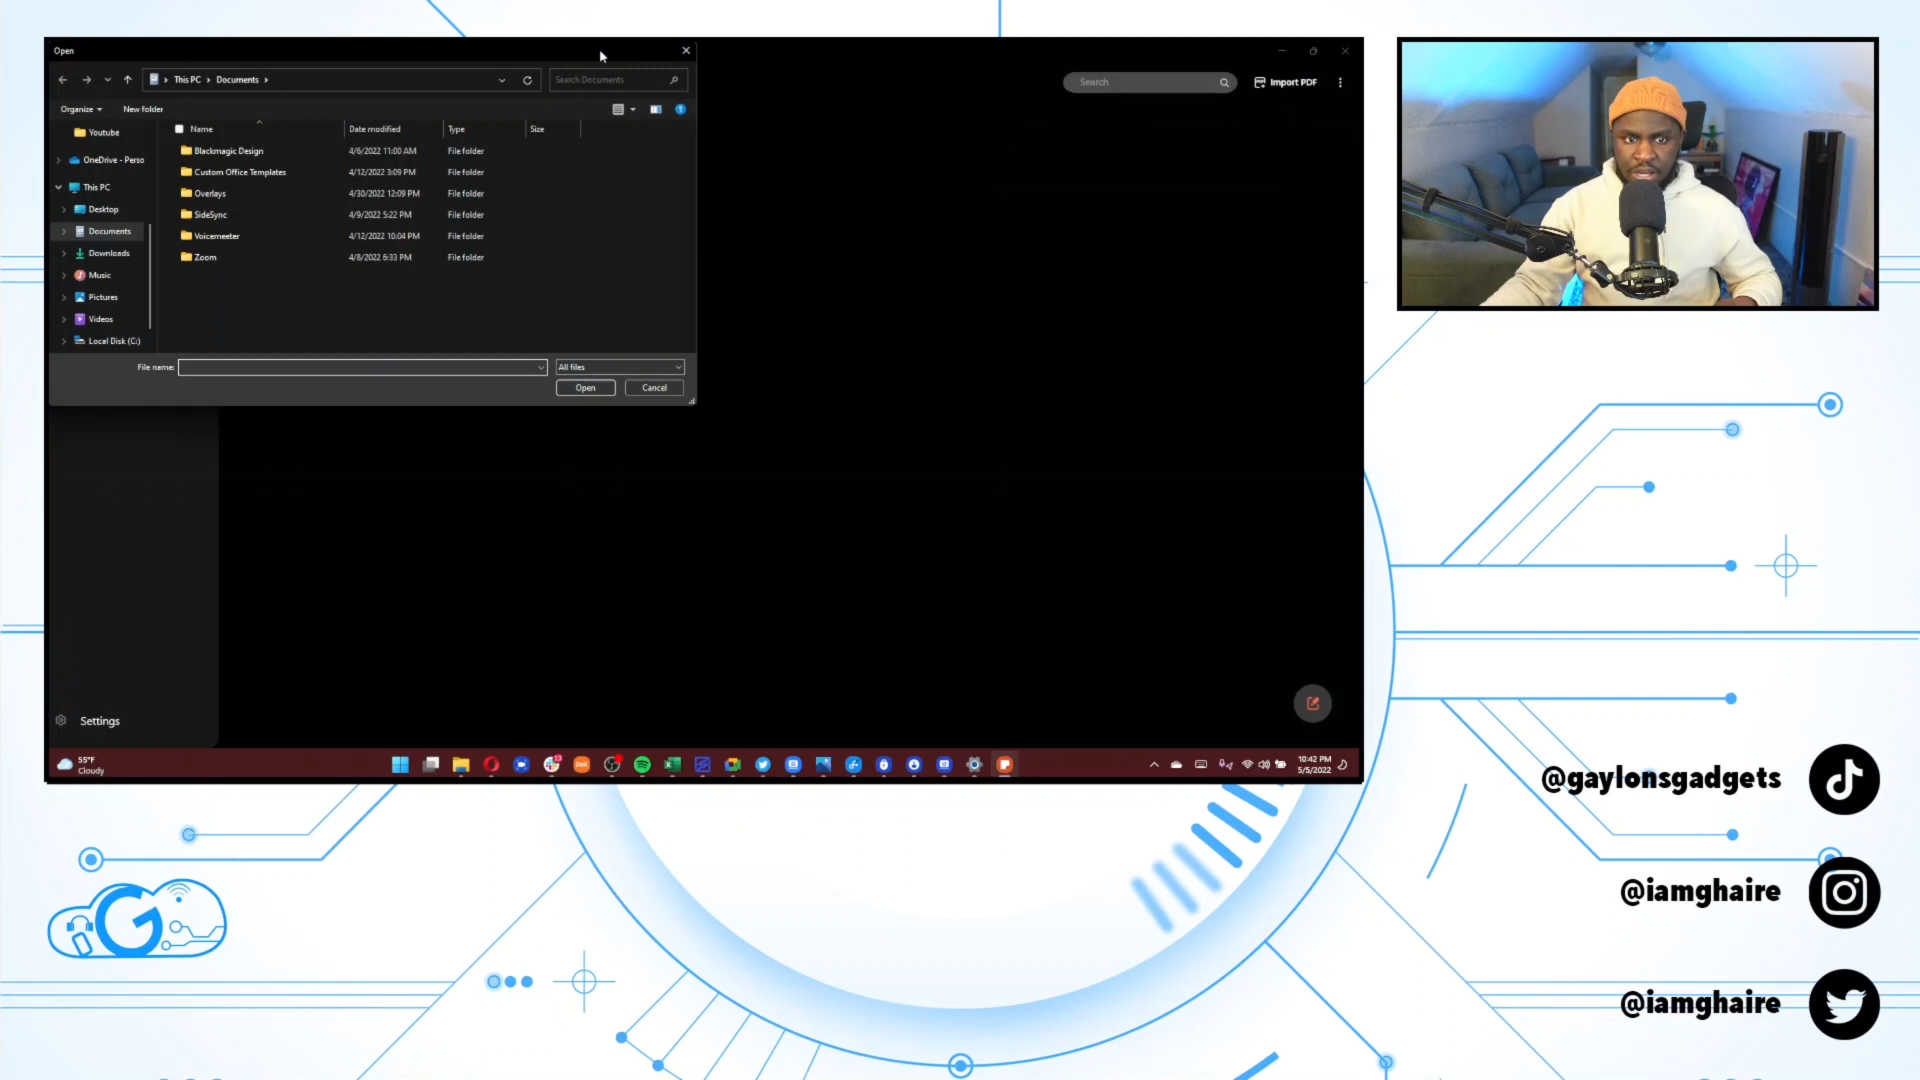 Open
This PC > Documents >
Search Documents
Search
Import PDF
Organize
New folder
Name
Date modified
Type
Size
Youtube
OneDrive - Perso
This PC
Desktop
Documents
Downloads
Music
Pictures
Videos
Local Disk (C:)
Blackmagic Design 4/6/2022 11:00 AM File folder
Custom Office Templates 4/12/2022 3:09 PM File folder
Overlays 4/30/2022 12:09 PM File folder
SideSync 4/9/2022 5:22 PM File folder
Voicemeeter 4/12/2022 10:04 PM File folder
Zoom 4/8/2022 6:33 PM File folder
File name:
All files
Open
Cancel
Settings
55°F
Cloudy
10:42 PM
5/5/2022
@gaylonsgadgets
@iamghaire
@iamghaire
G